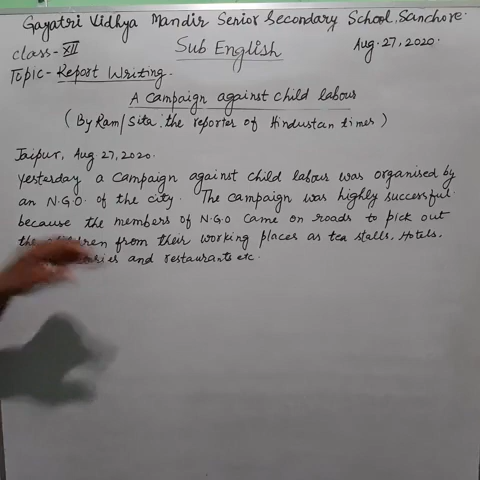 Gayatri Vidhya Mandir Senior Secondary School, Sanchore.
Class - XII Sub English Aug. 27, 2020.
Topic - Report Writing.
A campaign against child labour
( By Ram/Sita : the reporter of Hindustan times )
Jaipur, Aug 27, 2020.
Yesterday a campaign against child labour was organised by
an N.G.O. of the city. The campaign was highly successful
because the members of N.G.O came on roads to pick out
the children from their working places as tea stalls, Hotels,
and restaurants etc.